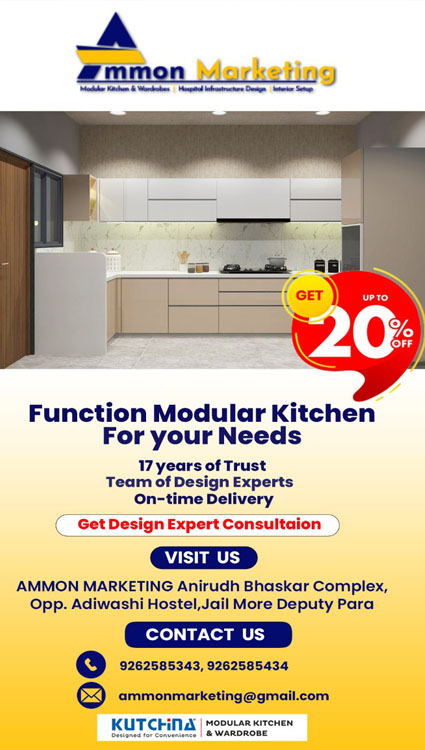 Ammon Marketing
Modular Kitchen & Wardrobes | Hospital Infrastructure Design | Interior Setup
GET
UP TO
20% OFF
Function Modular Kitchen
For your Needs
17 years of Trust
Team of Design Experts
On-time Delivery
Get Design Expert Consultaion
VISIT US
AMMON MARKETING Anirudh Bhaskar Complex,
Opp. Adiwashi Hostel,Jail More Deputy Para
CONTACT US
9262585343, 9262585434
ammonmarketing@gmail.com
KUTCHINA
Designed for Convenience
MODULAR KITCHEN
& WARDROBE